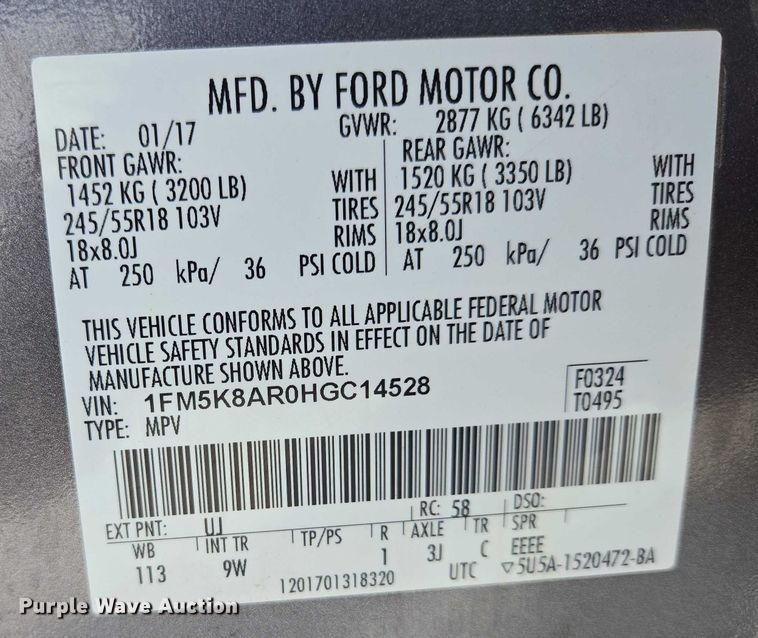 MFD. BY FORD MOTOR CO.
DATE: 01/17 GVWR: 2877 KG ( 6342 LB)
FRONT GAWR: REAR GAWR:
1452 KG ( 3200 LB) WITH 1520 KG ( 3350 LB) WITH
245/55R18 103V TIRES 245/55R18 103V TIRES
18x8.0J RIMS 18x8.0J RIMS
AT 250 kPa/ 36 PSI COLD AT 250 kPa/ 36 PSI COLD
THIS VEHICLE CONFORMS TO ALL APPLICABLE FEDERAL MOTOR
VEHICLE SAFETY STANDARDS IN EFFECT ON THE DATE OF
MANUFACTURE SHOWN ABOVE.
VIN: 1FM5K8AR0HGC14528 F0324
TYPE: MPV T0495
EXT PNT: UJ RC: 58 DSO:
WB INT TR TP/PS R AXLE TR SPR
113 9W 1 3J C EEEE
1201701318320 UTC ▽5U5A-1520472-BA
Purple Wave Auction